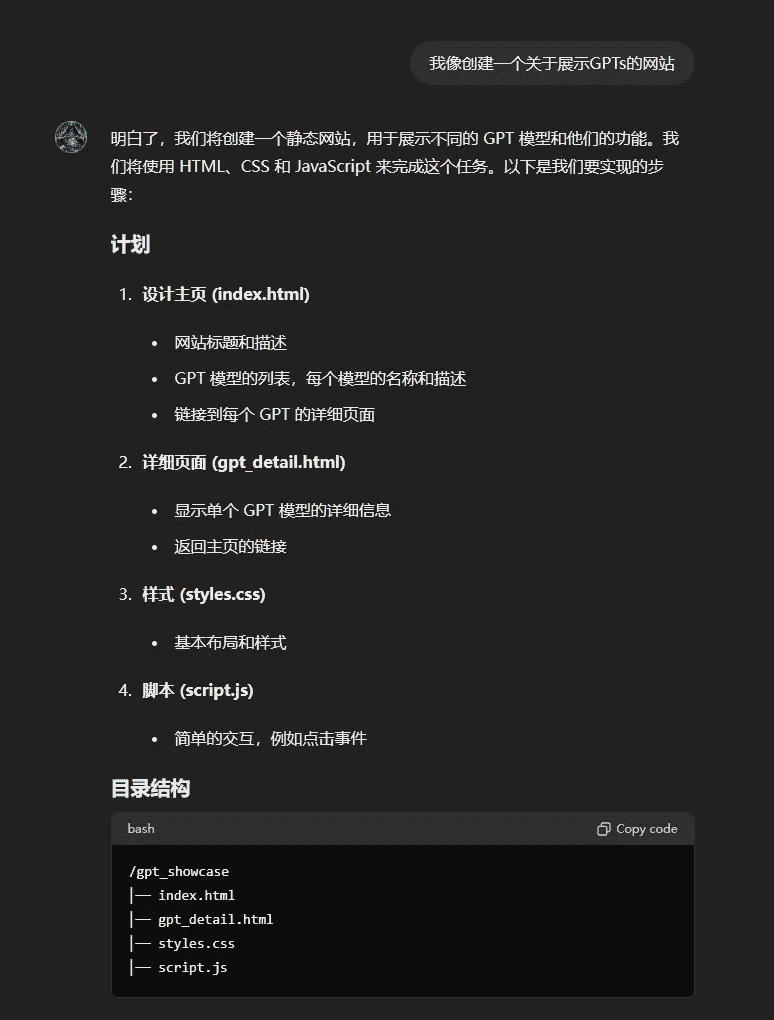 我像创建一个关于展示GPTs的网站
明白了，我们将创建一个静态网站，用于展示不同的 GPT 模型和他们的功能。我
们将使用 HTML、CSS 和 JavaScript 来完成这个任务。以下是我们要实现的步
骤：
计划
1. 设计主页 (index.html)
• 网站标题和描述
• GPT 模型的列表，每个模型的名称和描述
• 链接到每个 GPT 的详细页面
2. 详细页面 (gpt_detail.html)
• 显示单个 GPT 模型的详细信息
• 返回主页的链接
3. 样式 (styles.css)
• 基本布局和样式
4. 脚本 (script.js)
• 简单的交互，例如点击事件
目录结构
bash Copy code
/gpt_showcase
├── index.html
├── gpt_detail.html
├── styles.css
├── script.js